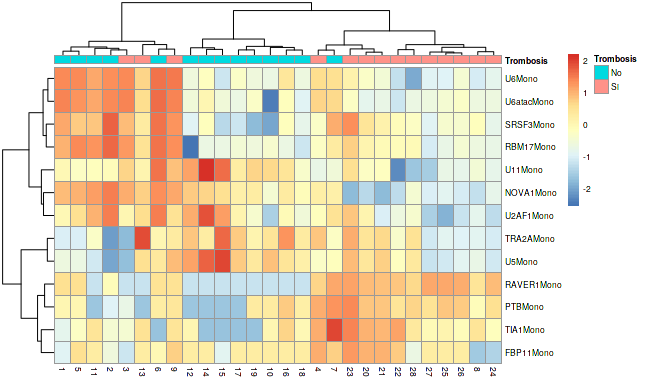 Trombosis
Trombosis
No
SI
2
1
0
-1
-2
U6Mono
U6atacMono
SRSF3Mono
RBM17Mono
U11Mono
NOVA1Mono
U2AF1Mono
TRA2AMono
U5Mono
RAVER1Mono
PTBMono
TIA1Mono
FBP11Mono
1 5 11 2 3 13 6 9 12 14 15 17 19 10 16 18 4 7 23 20 21 22 28 27 25 26 8 24